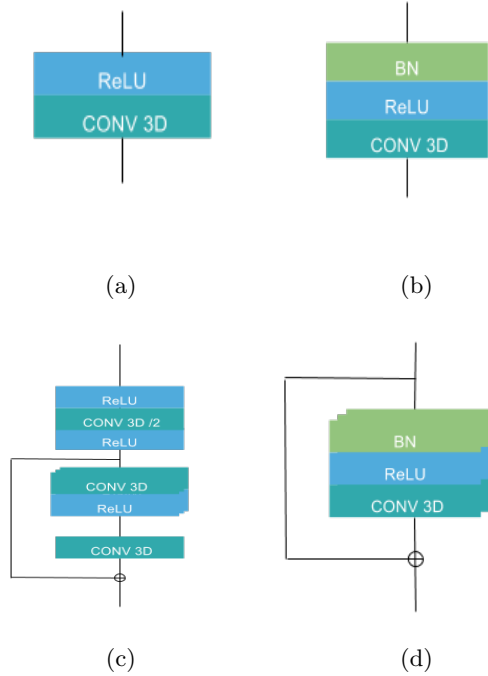 ReLU
CONV 3D
BN
ReLU
CONV 3D
(a)
(b)
ReLU
CONV 3D /2
ReLU
CONV 3D
ReLU
CONV 3D
BN
ReLU
CONV 3D
(c)
(d)